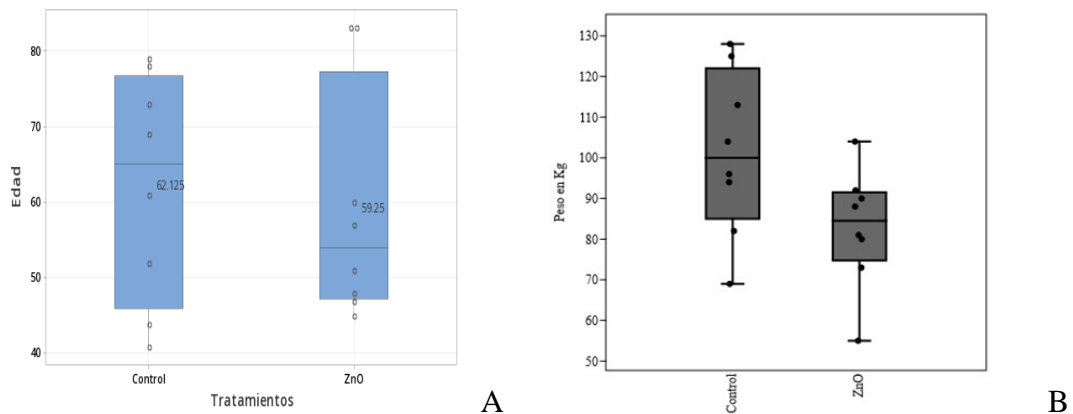 Edad
80
70
60
50
40
62.125
59.25
Control
ZnO
Tratamientos
A
Peso en Kg
130
120
110
100
90
80
70
60
50
Control
ZnO
B